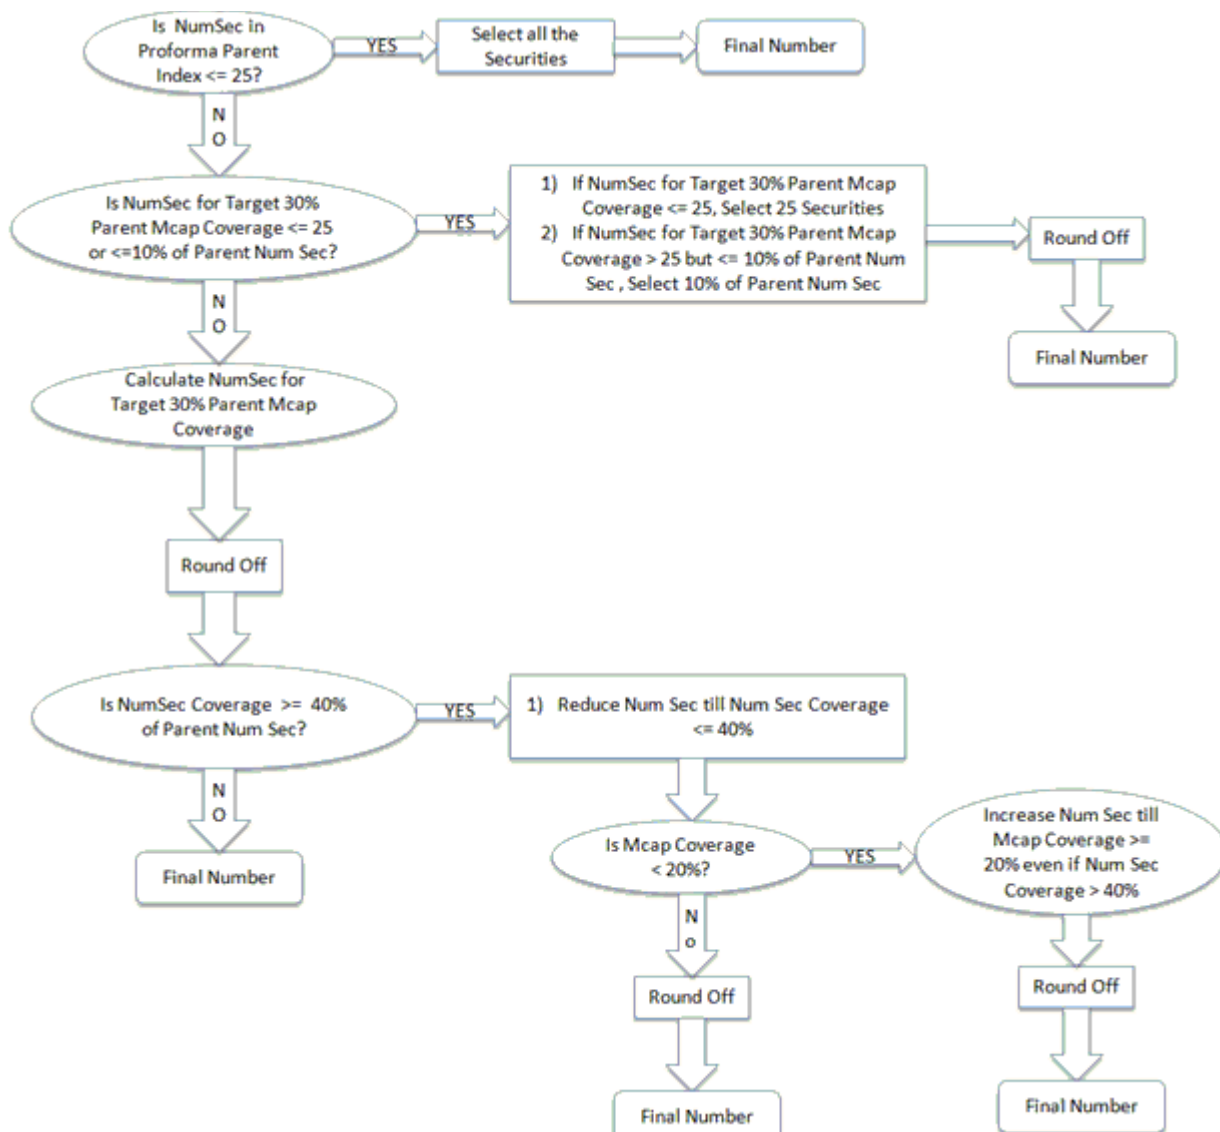 Is NumSec in
Proforma Parent
Index <= 25?
YES
Select all the
Securities
Final Number
N
O
Is NumSec for Target 30%
Parent Mcap Coverage <= 25
or <=10% of Parent Num Sec?
YES
1) If NumSec for Target 30% Parent Mcap
Coverage <= 25, Select 25 Securities
2) If NumSec for Target 30% Parent Mcap
Coverage > 25 but <= 10% of Parent Num
Sec , Select 10% of Parent Num Sec
Round Off
Final Number
N
O
Calculate NumSec for
Target 30% Parent Mcap
Coverage
Round Off
Is NumSec Coverage >= 40%
of Parent Num Sec?
YES
1) Reduce Num Sec till Num Sec Coverage
<= 40%
N
O
Final Number
Is Mcap Coverage
< 20%?
YES
Increase Num Sec till
Mcap Coverage >=
20% even if Num Sec
Coverage > 40%
N
o
Round Off
Final Number
Round Off
Final Number